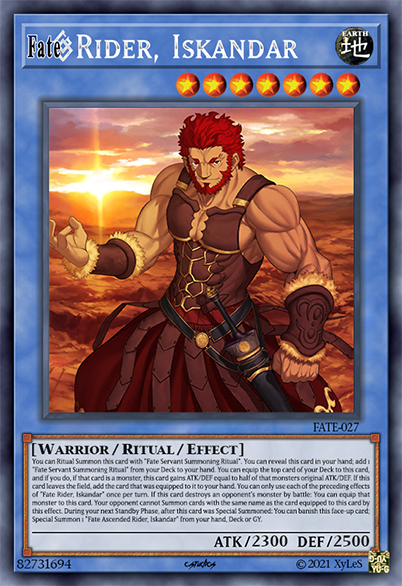 Fate RIDER, ISKANDAR
EARTH
地
FATE-027
[WARRIOR / RITUAL / EFFECT]
You can Ritual Summon this card with "Fate Servant Summoning Ritual". You can reveal this card in your hand; add 1
"Fate Servant Summoning Ritual" from your Deck to your hand. You can equip the top card of your Deck to this card,
and if you do, if that card is a monster, this card gains ATK/DEF equal to half of that monsters original ATK/DEF. If this
card leaves the field, add the card that was equipped to it to your hand. You can only use each of the preceding effects
of "Fate Rider, Iskandar" once per turn. If this card destroys an opponent's monster by battle: You can equip that
monster to this card. Your opponent cannot Summon cards with the same name as the card equipped to this card by
this effect. During your next Standby Phase, after this card was Special Summoned: You can banish this face-up card;
Special Summon 1 "Fate Ascended Rider, Iskandar" from your hand, Deck or GY.
ATK/2300 DEF/2500
82731694
©2021 XyLeS